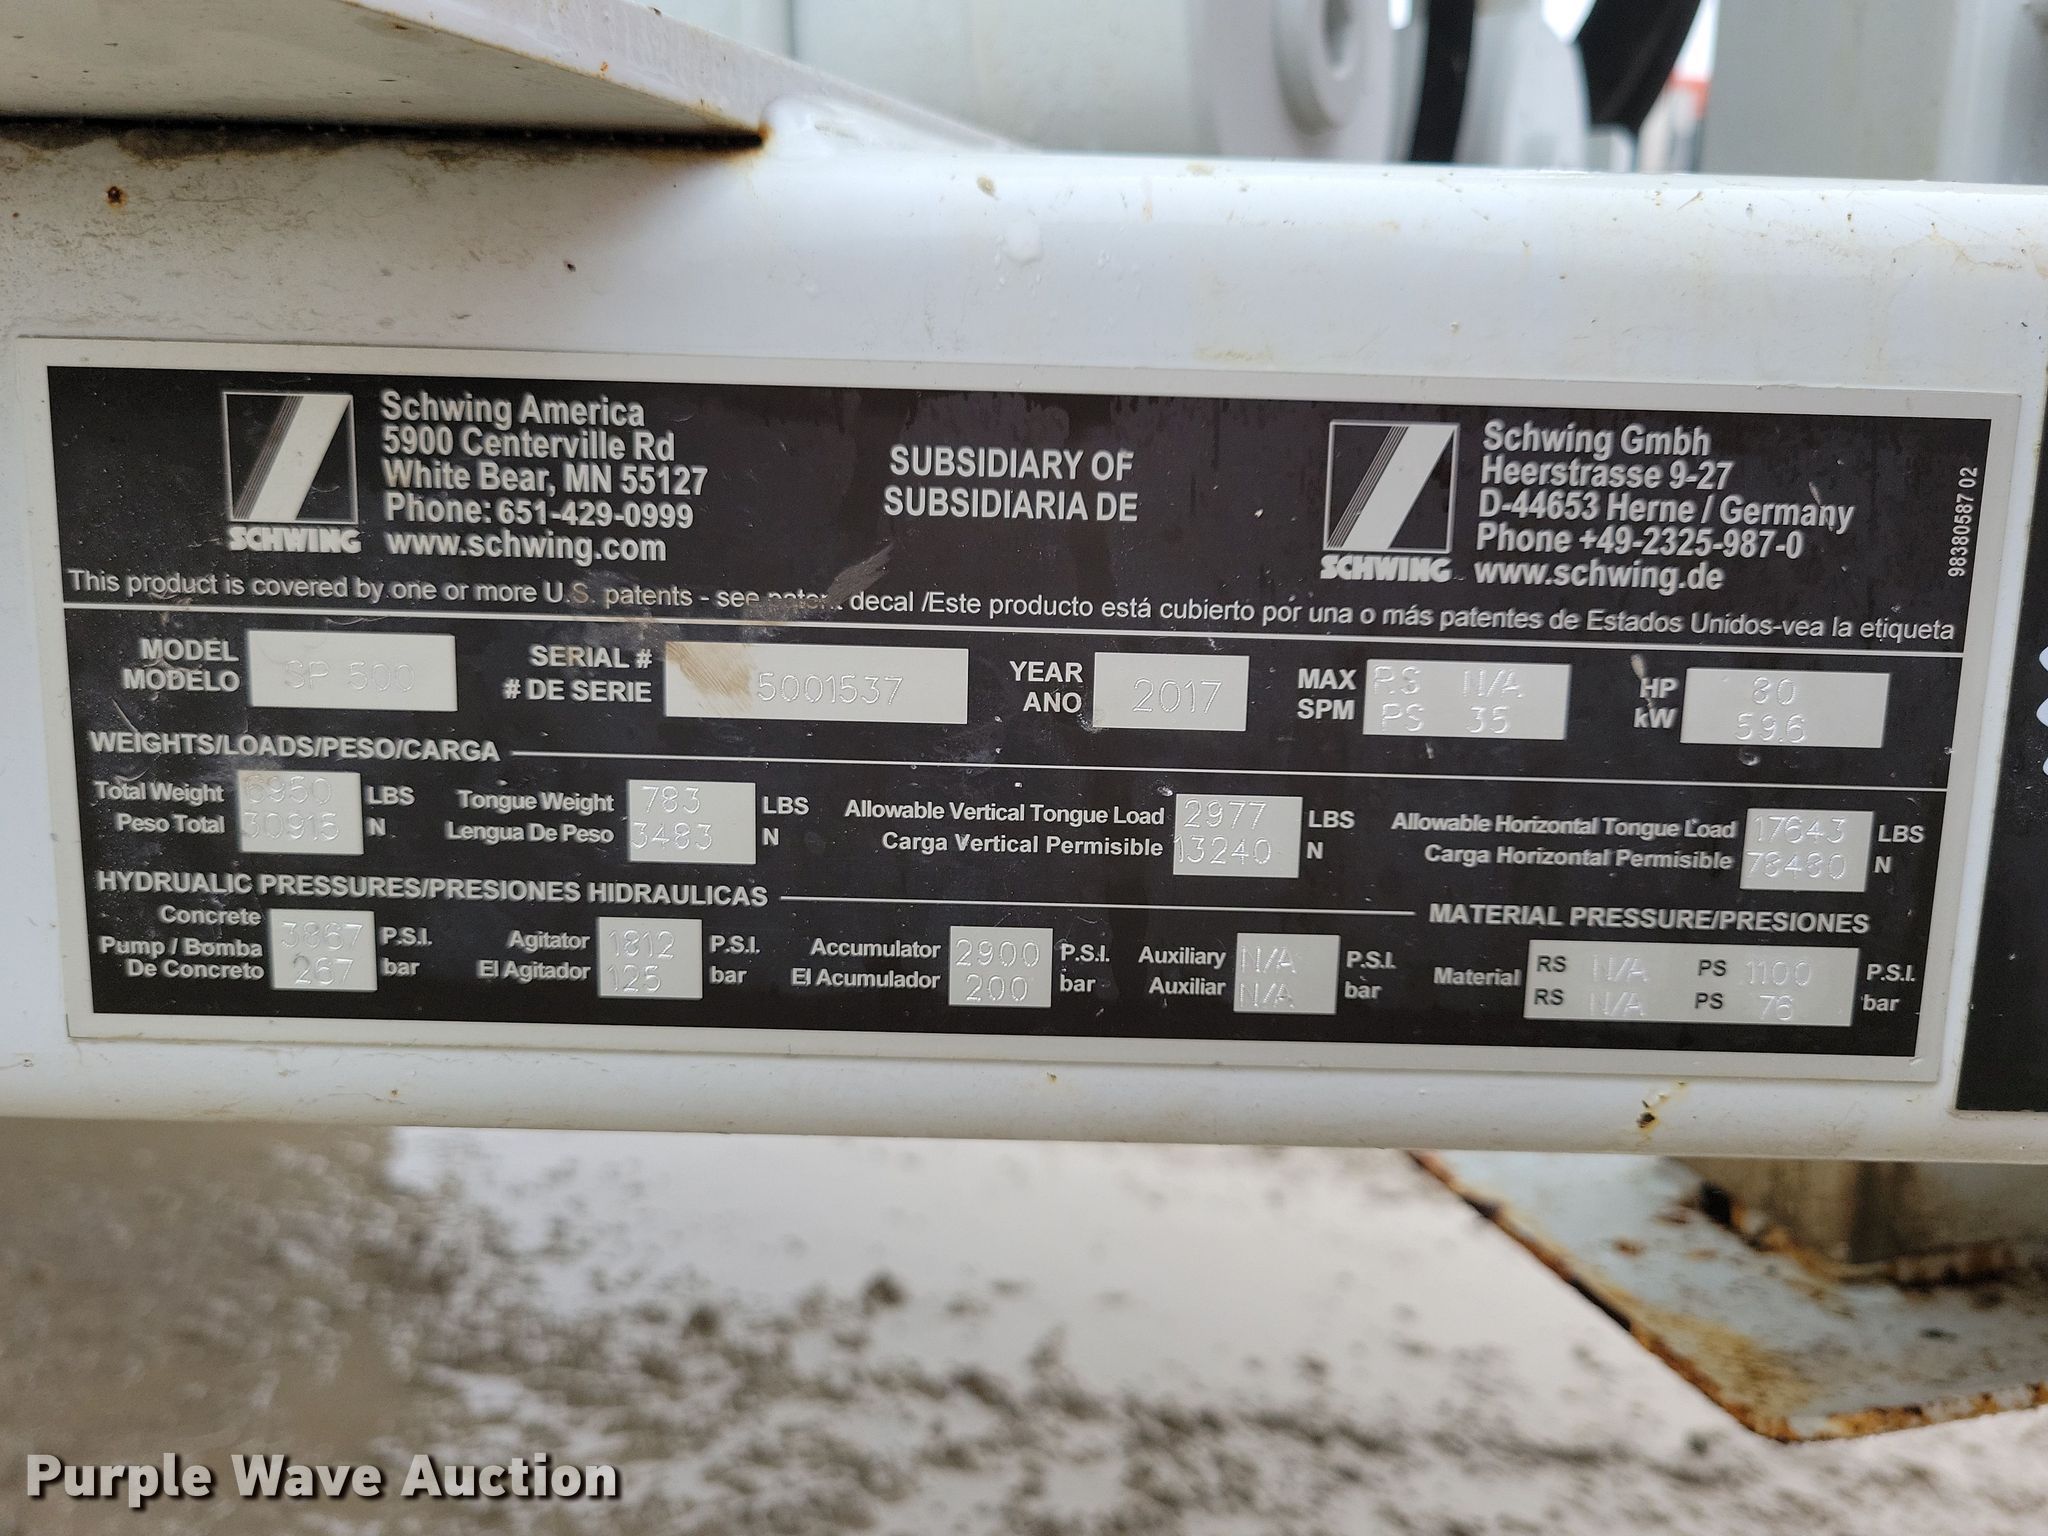 SCHWING
Schwing America
5900 Centerville Rd
White Bear, MN 55127
Phone: 651-429-0999
www.schwing.com
SUBSIDIARY OF
SUBSIDIARIA DE
SCHWING
Schwing Gmbh
Heerstrasse 9-27
D-44653 Herne / Germany
Phone +49-2325-987-0
www.schwing.de
98380587 02
This product is covered by one or more U.S. patents - see patent decal /Este producto está cubierto por una o más patentes de Estados Unidos-vea la etiqueta
MODEL
MODELO
SP 500
SERIAL #
# DE SERIE
5001537
YEAR
ANO
2017
MAX
SPM
RS N/A
PS 35
HP 80
kW 59.6
WEIGHTS/LOADS/PESO/CARGA
Total Weight 6950 LBS
Peso Total 30915 N
Tongue Weight 783 LBS
Lengua De Peso 3483 N
Allowable Vertical Tongue Load 2977 LBS
Carga Vertical Permisible 13240 N
Allowable Horizontal Tongue Load 17643 LBS
Carga Horizontal Permisible 78480 N
HYDRUALIC PRESSURES/PRESIONES HIDRAULICAS
MATERIAL PRESSURE/PRESIONES
Concrete
Pump / Bomba
De Concreto
3867 P.S.I.
267 bar
Agitator 1812 P.S.I.
El Agitador 125 bar
Accumulator 2900 P.S.I.
El Acumulador 200 bar
Auxiliary N/A P.S.I.
Auxiliar N/A bar
Material
RS N/A PS 1100 P.S.I.
RS N/A PS 76 bar
Purple Wave Auction